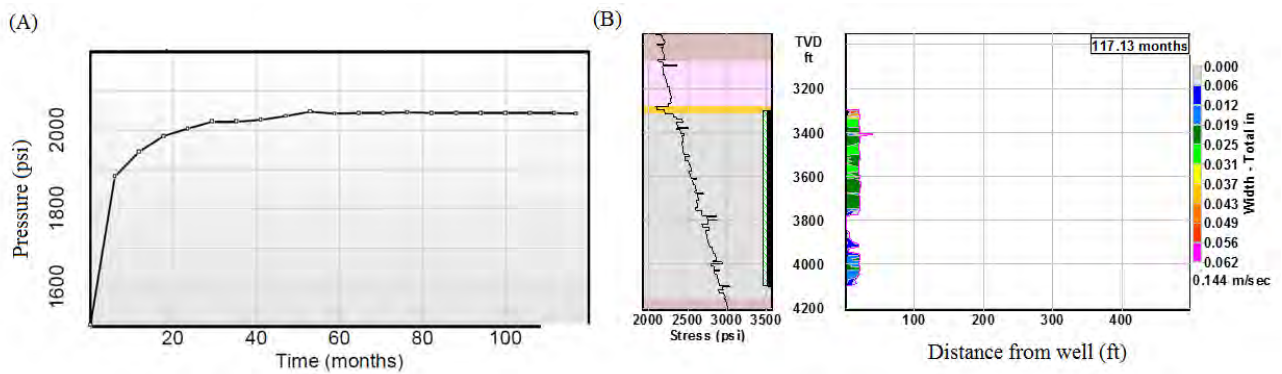 (A)
Pressure (psi)
2000
1800
1600
20
40
60
80
100
Time (months)
(B)
TVD
ft
3200
3400
3600
3800
4000
4200
2000 2500 3000 3500
Stress (psi)
117.13 months
100 200 300 400
Distance from well (ft)
0.000
0.006
0.012
0.019
0.025
0.031
0.037
0.043
0.049
0.056
0.062
Width - Total in
0.144 m/sec